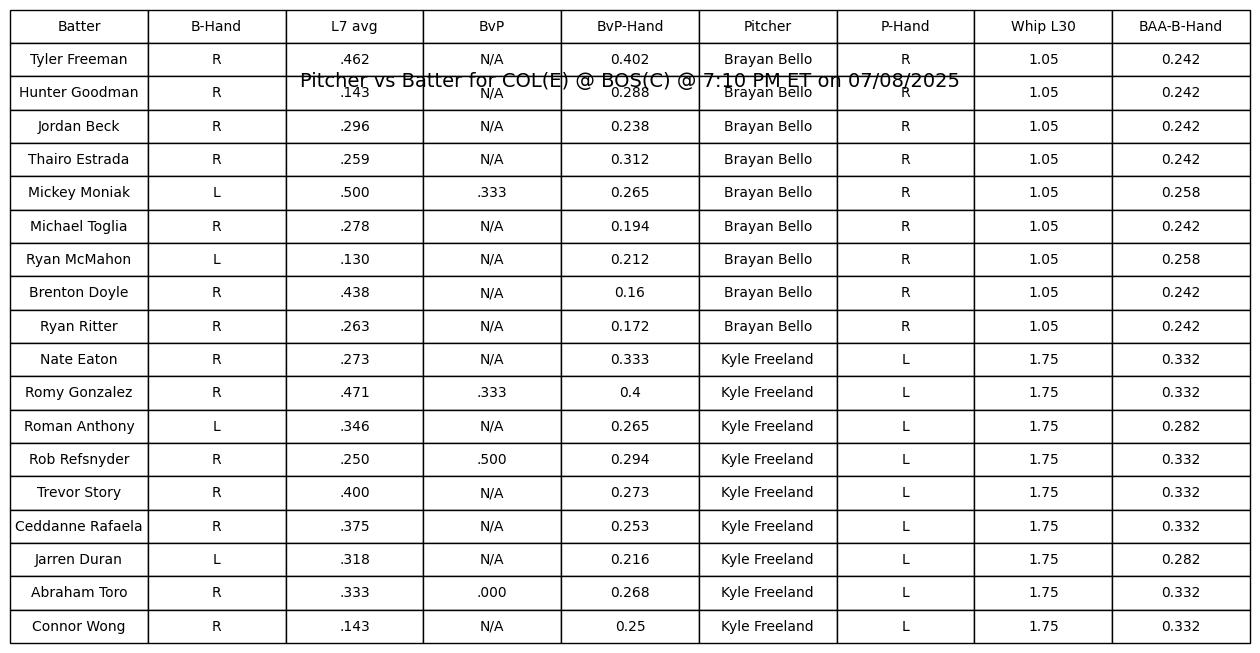 Batter B-Hand L7 avg BvP BvP-Hand Pitcher P-Hand Whip L30 BAA-B-Hand
Tyler Freeman R .462 N/A 0.402 Brayan Bello R 1.05 0.242
Pitcher vs Batter for COL(E) @ BOS(C) @ 7:10 PM ET on 07/08/2025
Hunter Goodman R .143 N/A 0.288 Brayan Bello R 1.05 0.242
Jordan Beck R .296 N/A 0.238 Brayan Bello R 1.05 0.242
Thairo Estrada R .259 N/A 0.312 Brayan Bello R 1.05 0.242
Mickey Moniak L .500 .333 0.265 Brayan Bello R 1.05 0.258
Michael Toglia R .278 N/A 0.194 Brayan Bello R 1.05 0.242
Ryan McMahon L .130 N/A 0.212 Brayan Bello R 1.05 0.258
Brenton Doyle R .438 N/A 0.16 Brayan Bello R 1.05 0.242
Ryan Ritter R .263 N/A 0.172 Brayan Bello R 1.05 0.242
Nate Eaton R .273 N/A 0.333 Kyle Freeland L 1.75 0.332
Romy Gonzalez R .471 .333 0.4 Kyle Freeland L 1.75 0.332
Roman Anthony L .346 N/A 0.265 Kyle Freeland L 1.75 0.282
Rob Refsnyder R .250 .500 0.294 Kyle Freeland L 1.75 0.332
Trevor Story R .400 N/A 0.273 Kyle Freeland L 1.75 0.332
Ceddanne Rafaela R .375 N/A 0.253 Kyle Freeland L 1.75 0.332
Jarren Duran L .318 N/A 0.216 Kyle Freeland L 1.75 0.282
Abraham Toro R .333 .000 0.268 Kyle Freeland L 1.75 0.332
Connor Wong R .143 N/A 0.25 Kyle Freeland L 1.75 0.332